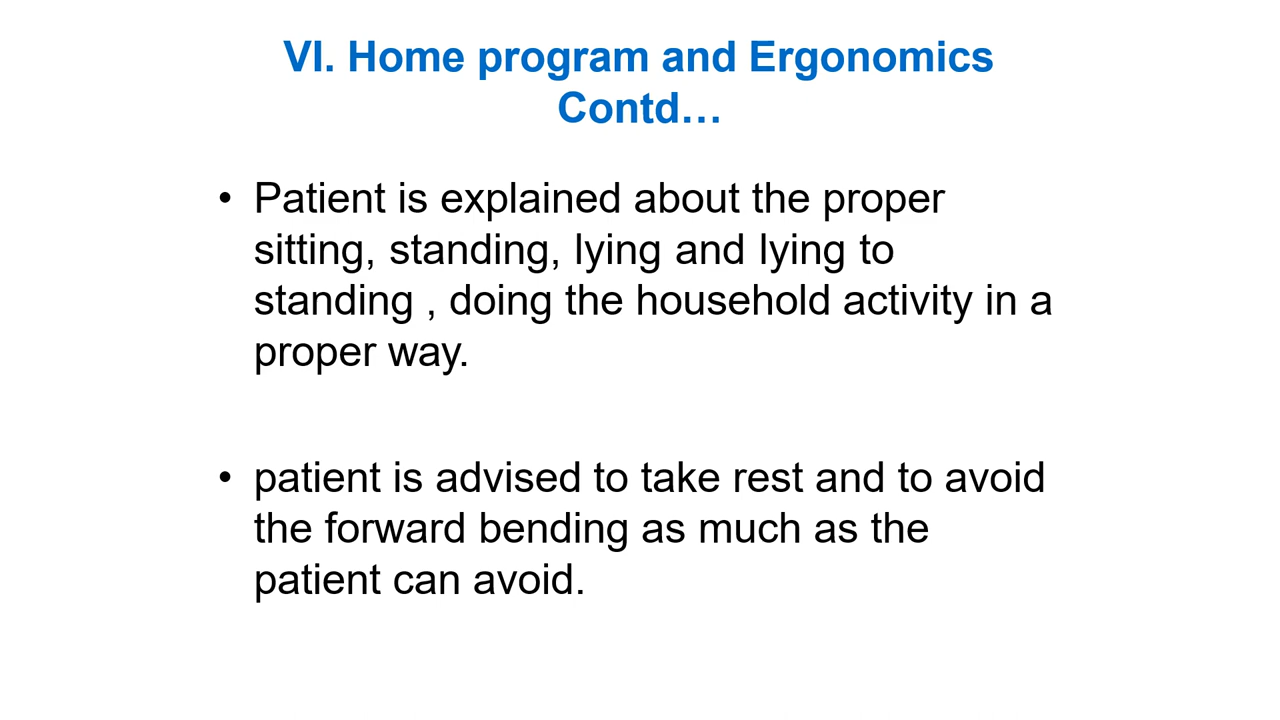 VI. Home program and Ergonomics
Contd…
• Patient is explained about the proper
sitting, standing, lying and lying to
standing , doing the household activity in a
proper way.
• patient is advised to take rest and to avoid
the forward bending as much as the
patient can avoid.